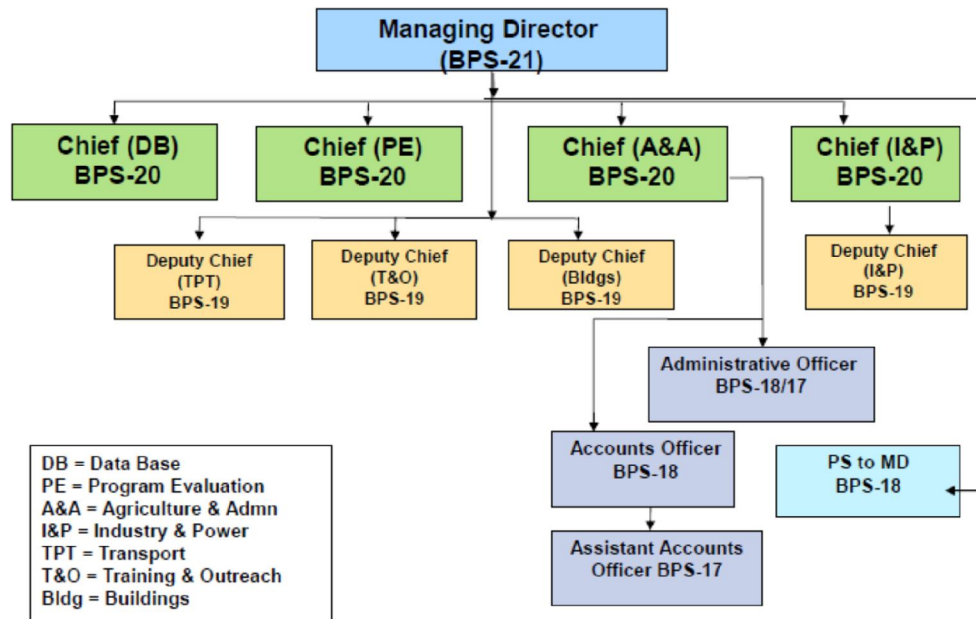 Managing Director
(BPS-21)
Chief (DB)
BPS-20
Chief (PE)
BPS-20
Chief (A&A)
BPS-20
Chief (I&P)
BPS-20
Deputy Chief
(TPT)
BPS-19
Deputy Chief
(T&O)
BPS-19
Deputy Chief
(Bldgs)
BPS-19
Deputy Chief
(I&P)
BPS-19
Administrative Officer
BPS-18/17
Accounts Officer
BPS-18
PS to MD
BPS-18
Assistant Accounts
Officer BPS-17
DB = Data Base
PE = Program Evaluation
A&A = Agriculture & Admn
I&P = Industry & Power
TPT = Transport
T&O = Training & Outreach
Bldg = Buildings